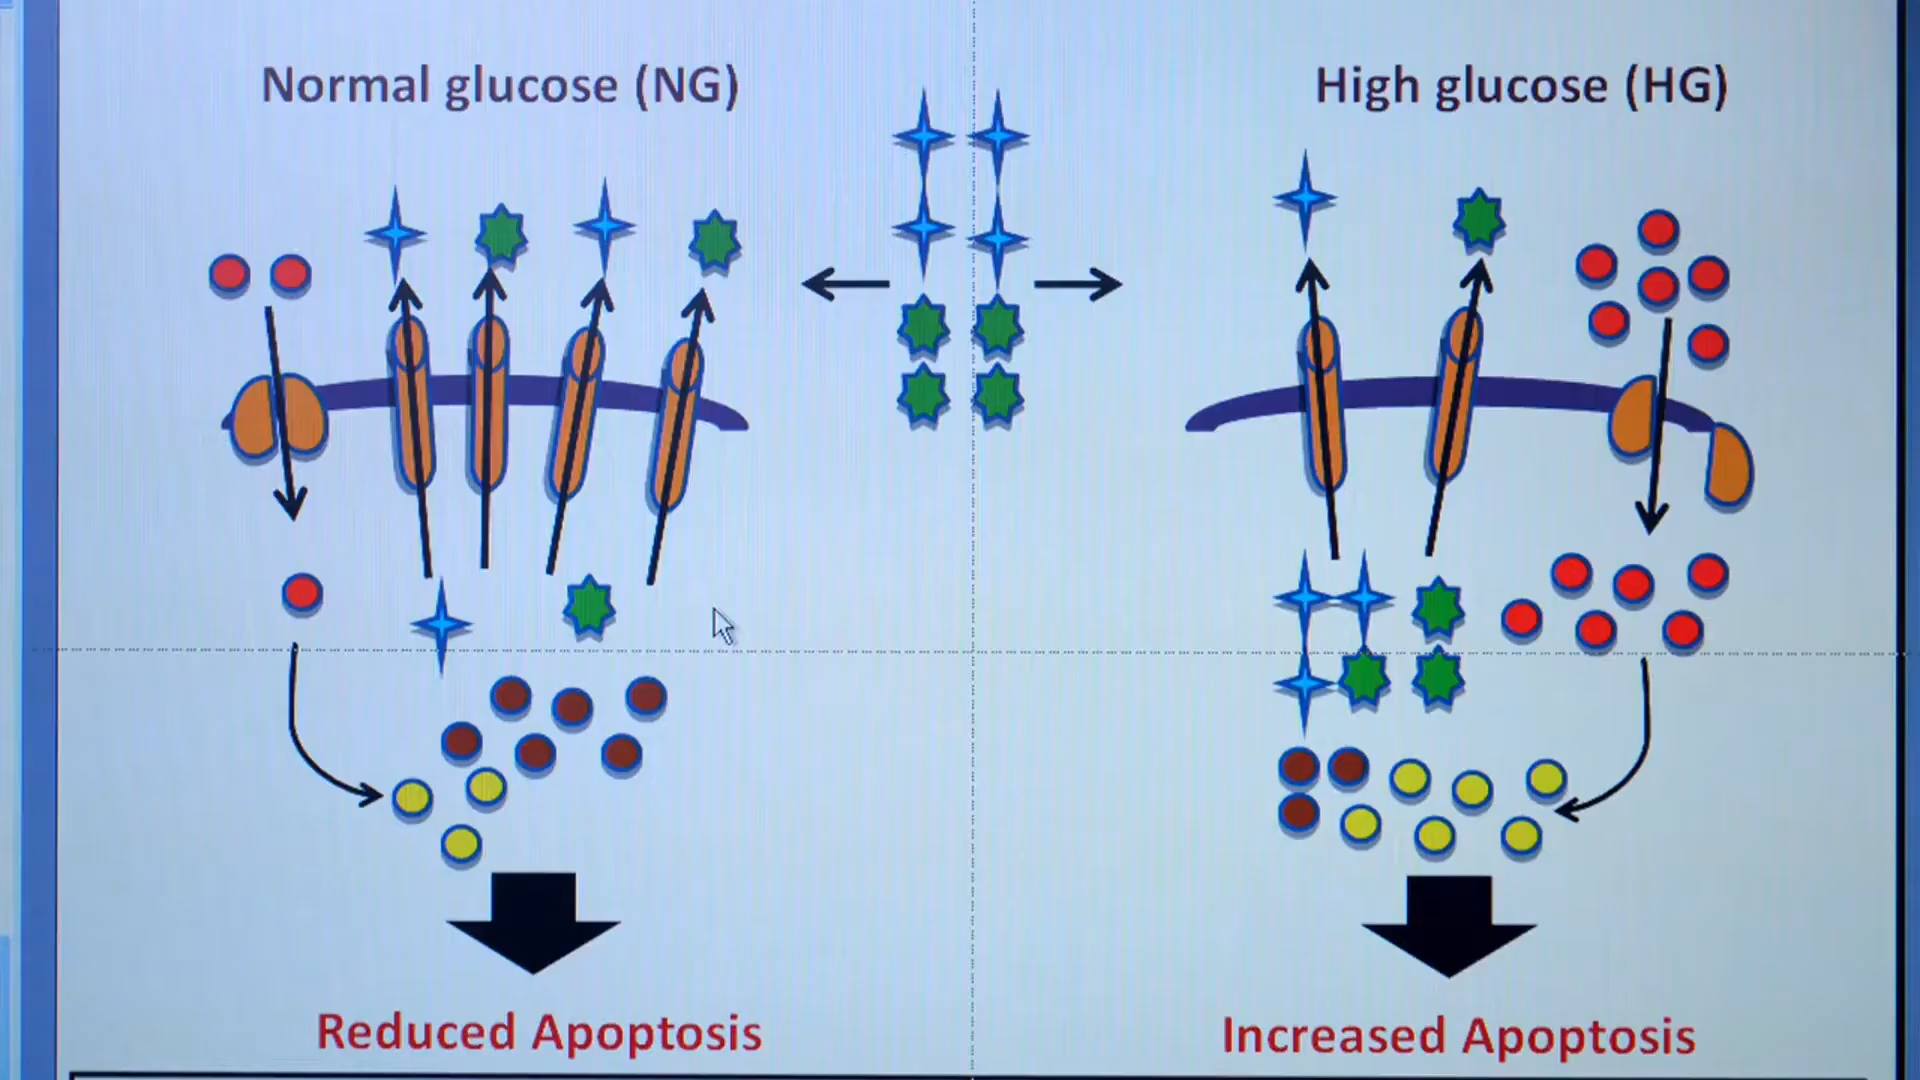 Normal glucose (NG)
High glucose (HG)
Reduced Apoptosis
Increased Apoptosis